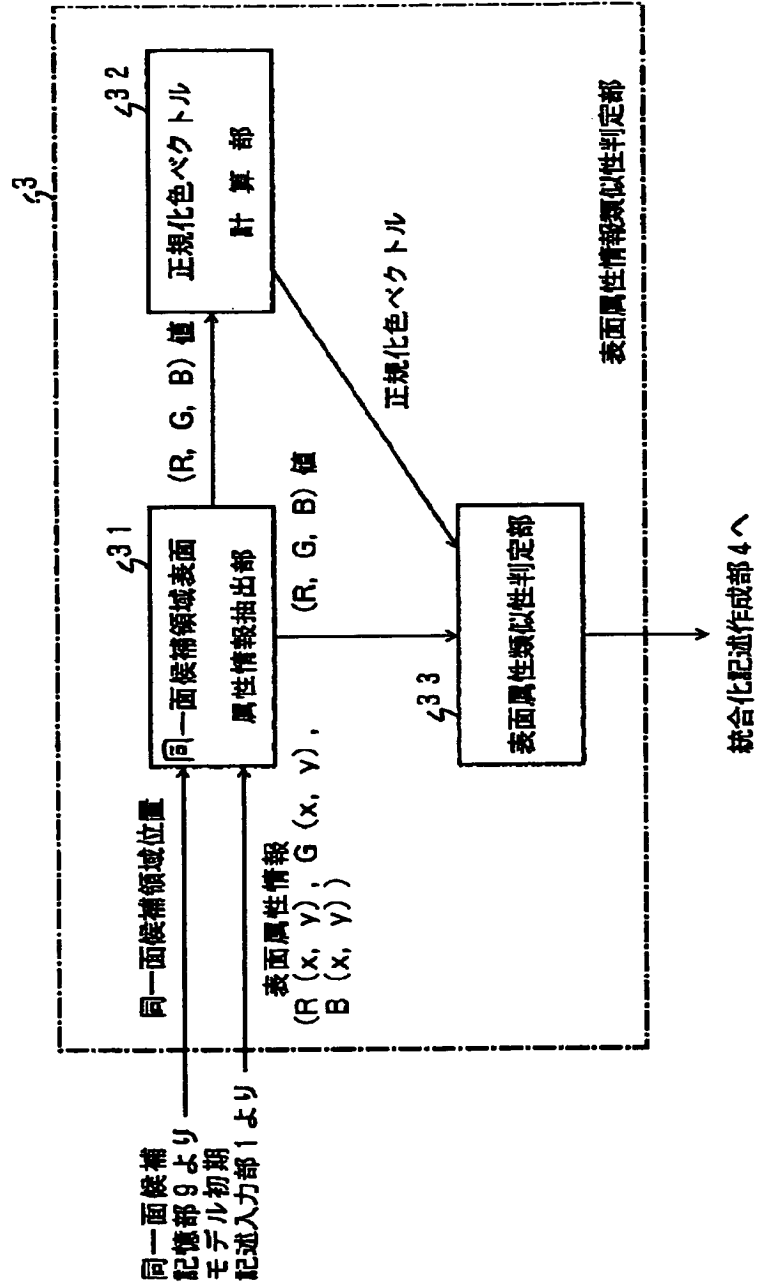 3
同一面候補
記憶部9より
モデル初期
記述入力部1より
同一面候補領域位置
表面属性情報
(R (x, y), G (x, y),
B (x, y))
31
同一面候補領域表面
属性情報抽出部
(R, G, B) 値
(R, G, B) 値
32
正規化色ベクトル
計算部
正規化色ベクトル
33
表面属性類似性判定部
表面属性情報類似性判定部
統合化記述作成部4へ